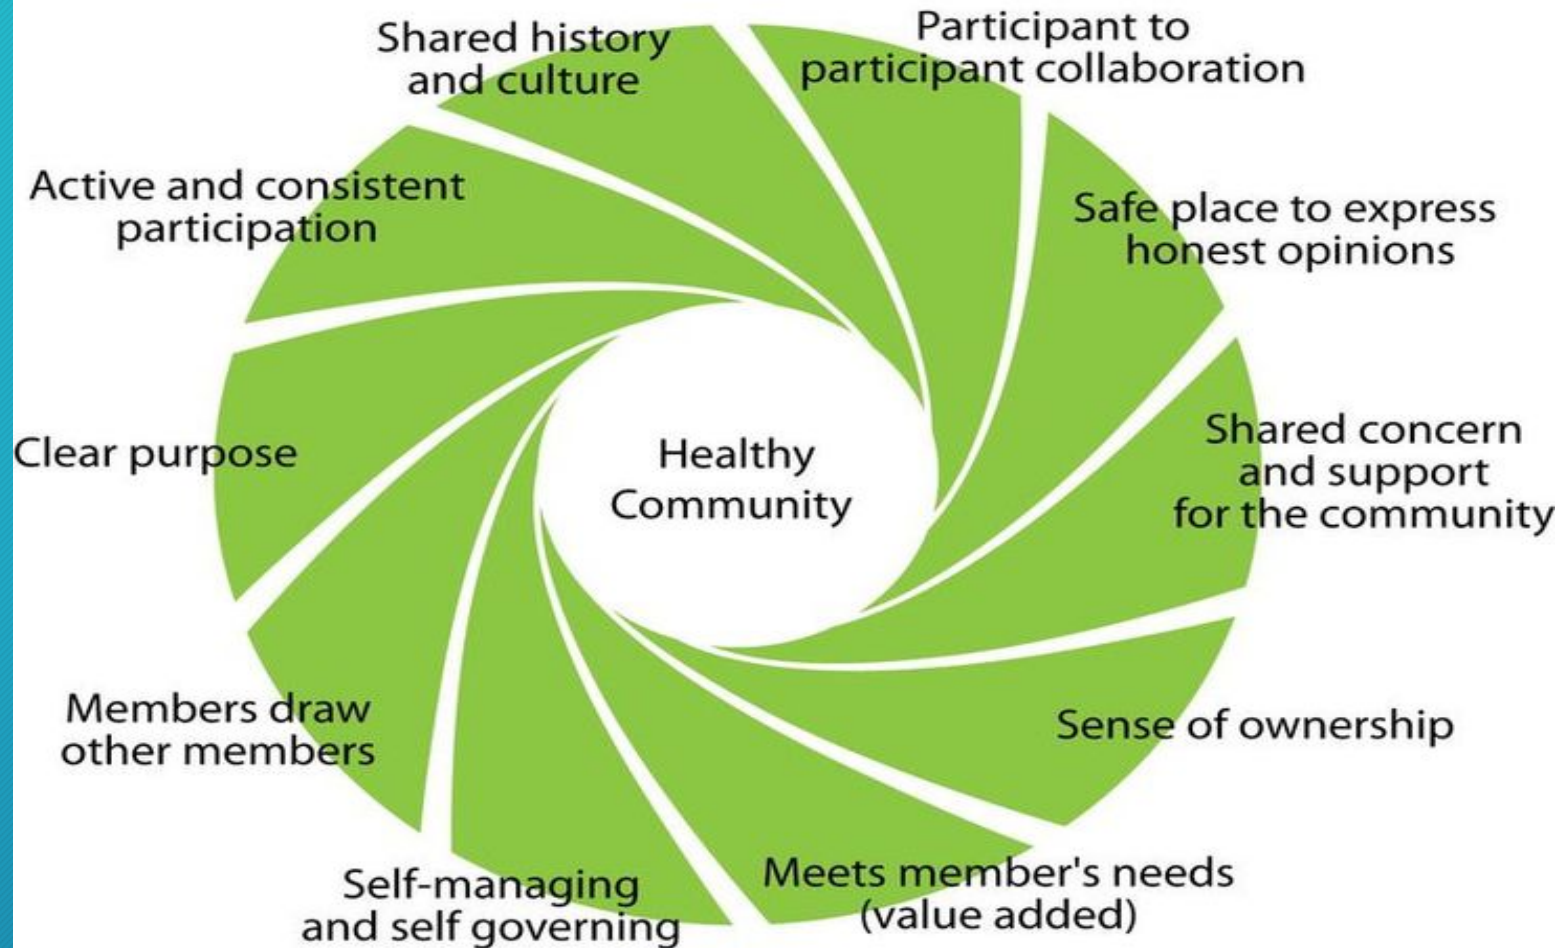 Shared history
and culture
Participant to
participant collaboration
Active and consistent
participation
Safe place to express
honest opinions
Clear purpose
Healthy
Community
Shared concern
and support
for the community
Members draw
other members
Sense of ownership
Self-managing
and self governing
Meets member's needs
(value added)